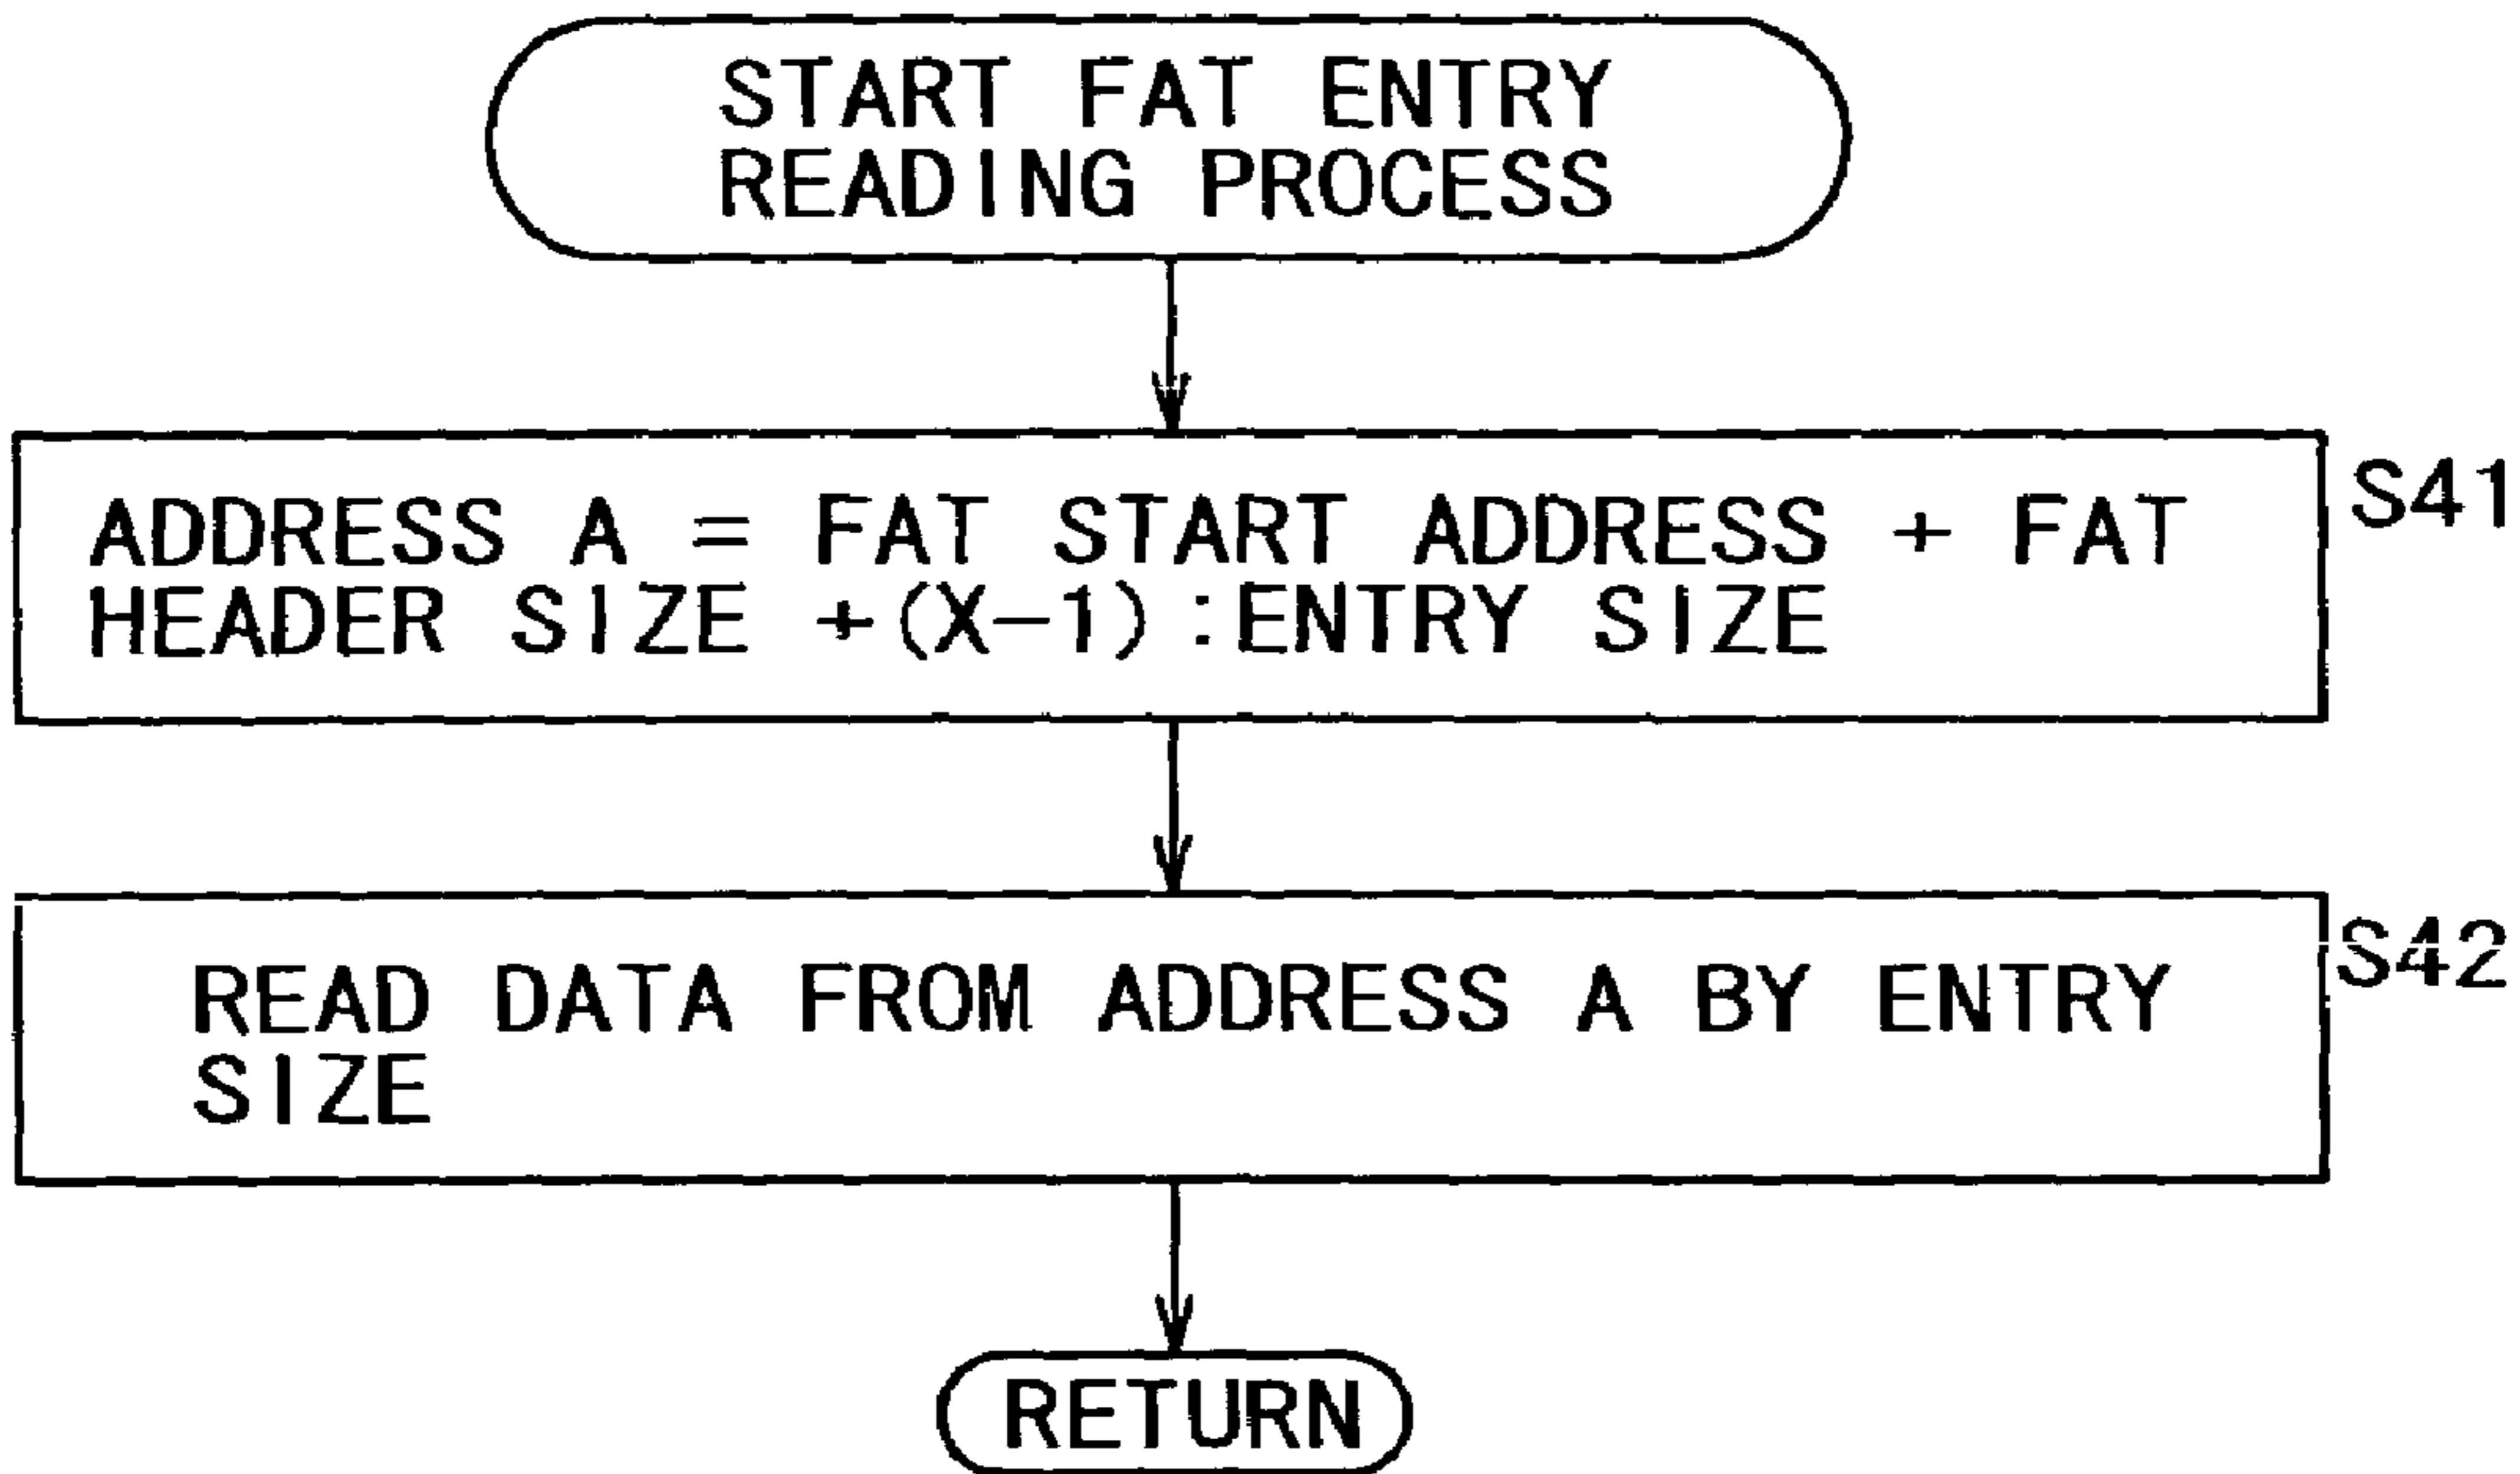 START FAT ENTRY
READING PROCESS
ADDRESS A = FAT START ADDRESS + FAT
HEADER SIZE +(X-1):ENTRY SIZE
S41
READ DATA FROM ADDRESS A BY ENTRY
SIZE
S42
RETURN